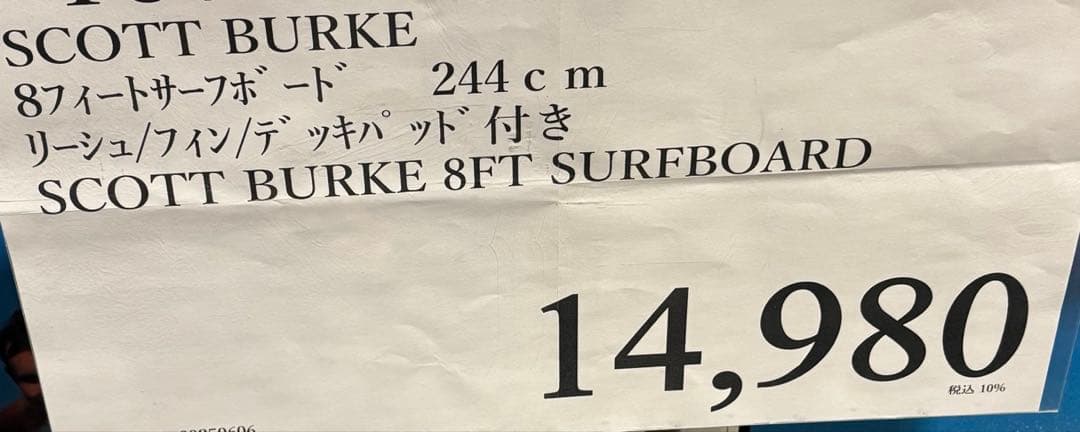 SCOTT BURKE
8フィートサーフボード 244cm
リーシュ/フィン/デッキパッド付き
SCOTT BURKE 8FT SURFBOARD
14,980
税込 10%